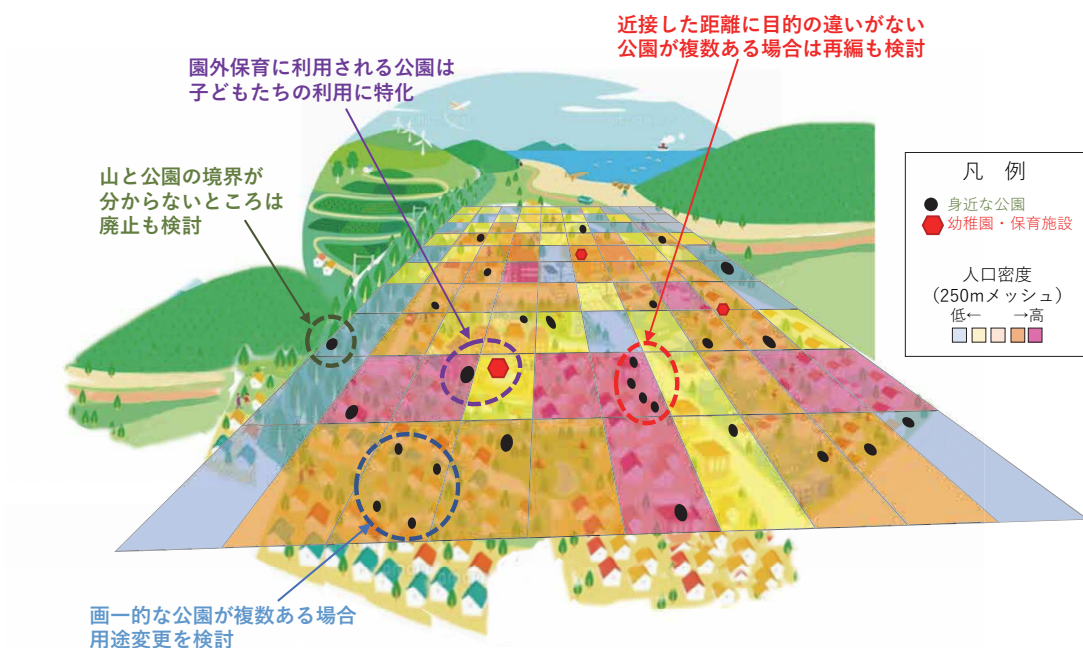 近接した距離に目的の違いがない
公園が複数ある場合は再編も検討
園外保育に利用される公園は
子どもたちの利用に特化
山と公園の境界が
分からないところは
廃止も検討
凡 例
身近な公園
幼稚園・保育施設
人口密度
(250mメッシュ)
低← →高
画一的な公園が複数ある場合
用途変更を検討